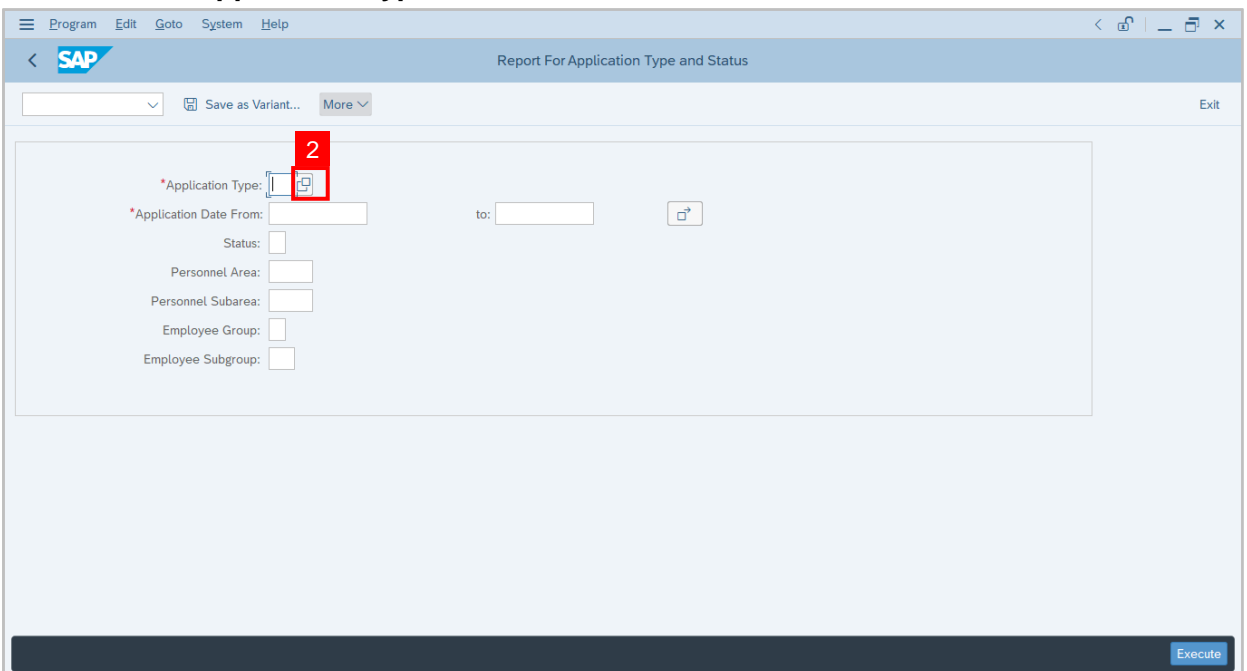 Program Edit Goto System Help
SAP
Report For Application Type and Status
Save as Variant... More
Exit
2
*Application Type:
*Application Date From: to:
Status:
Personnel Area:
Personnel Subarea:
Employee Group:
Employee Subgroup:
Execute